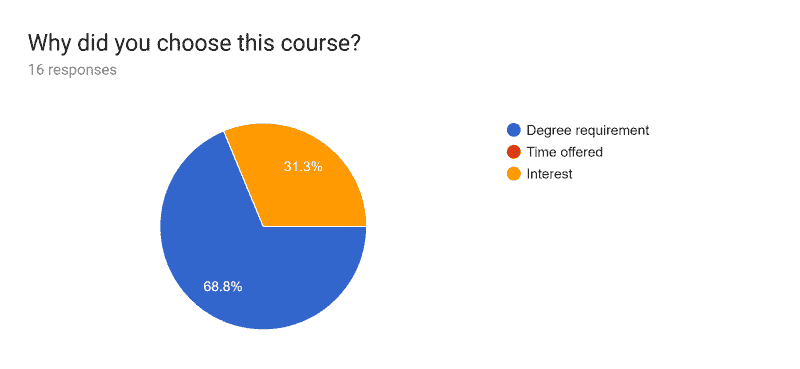 Why did you choose this course?
16 responses
Degree requirement
Time offered
Interest
31.3%
68.8%